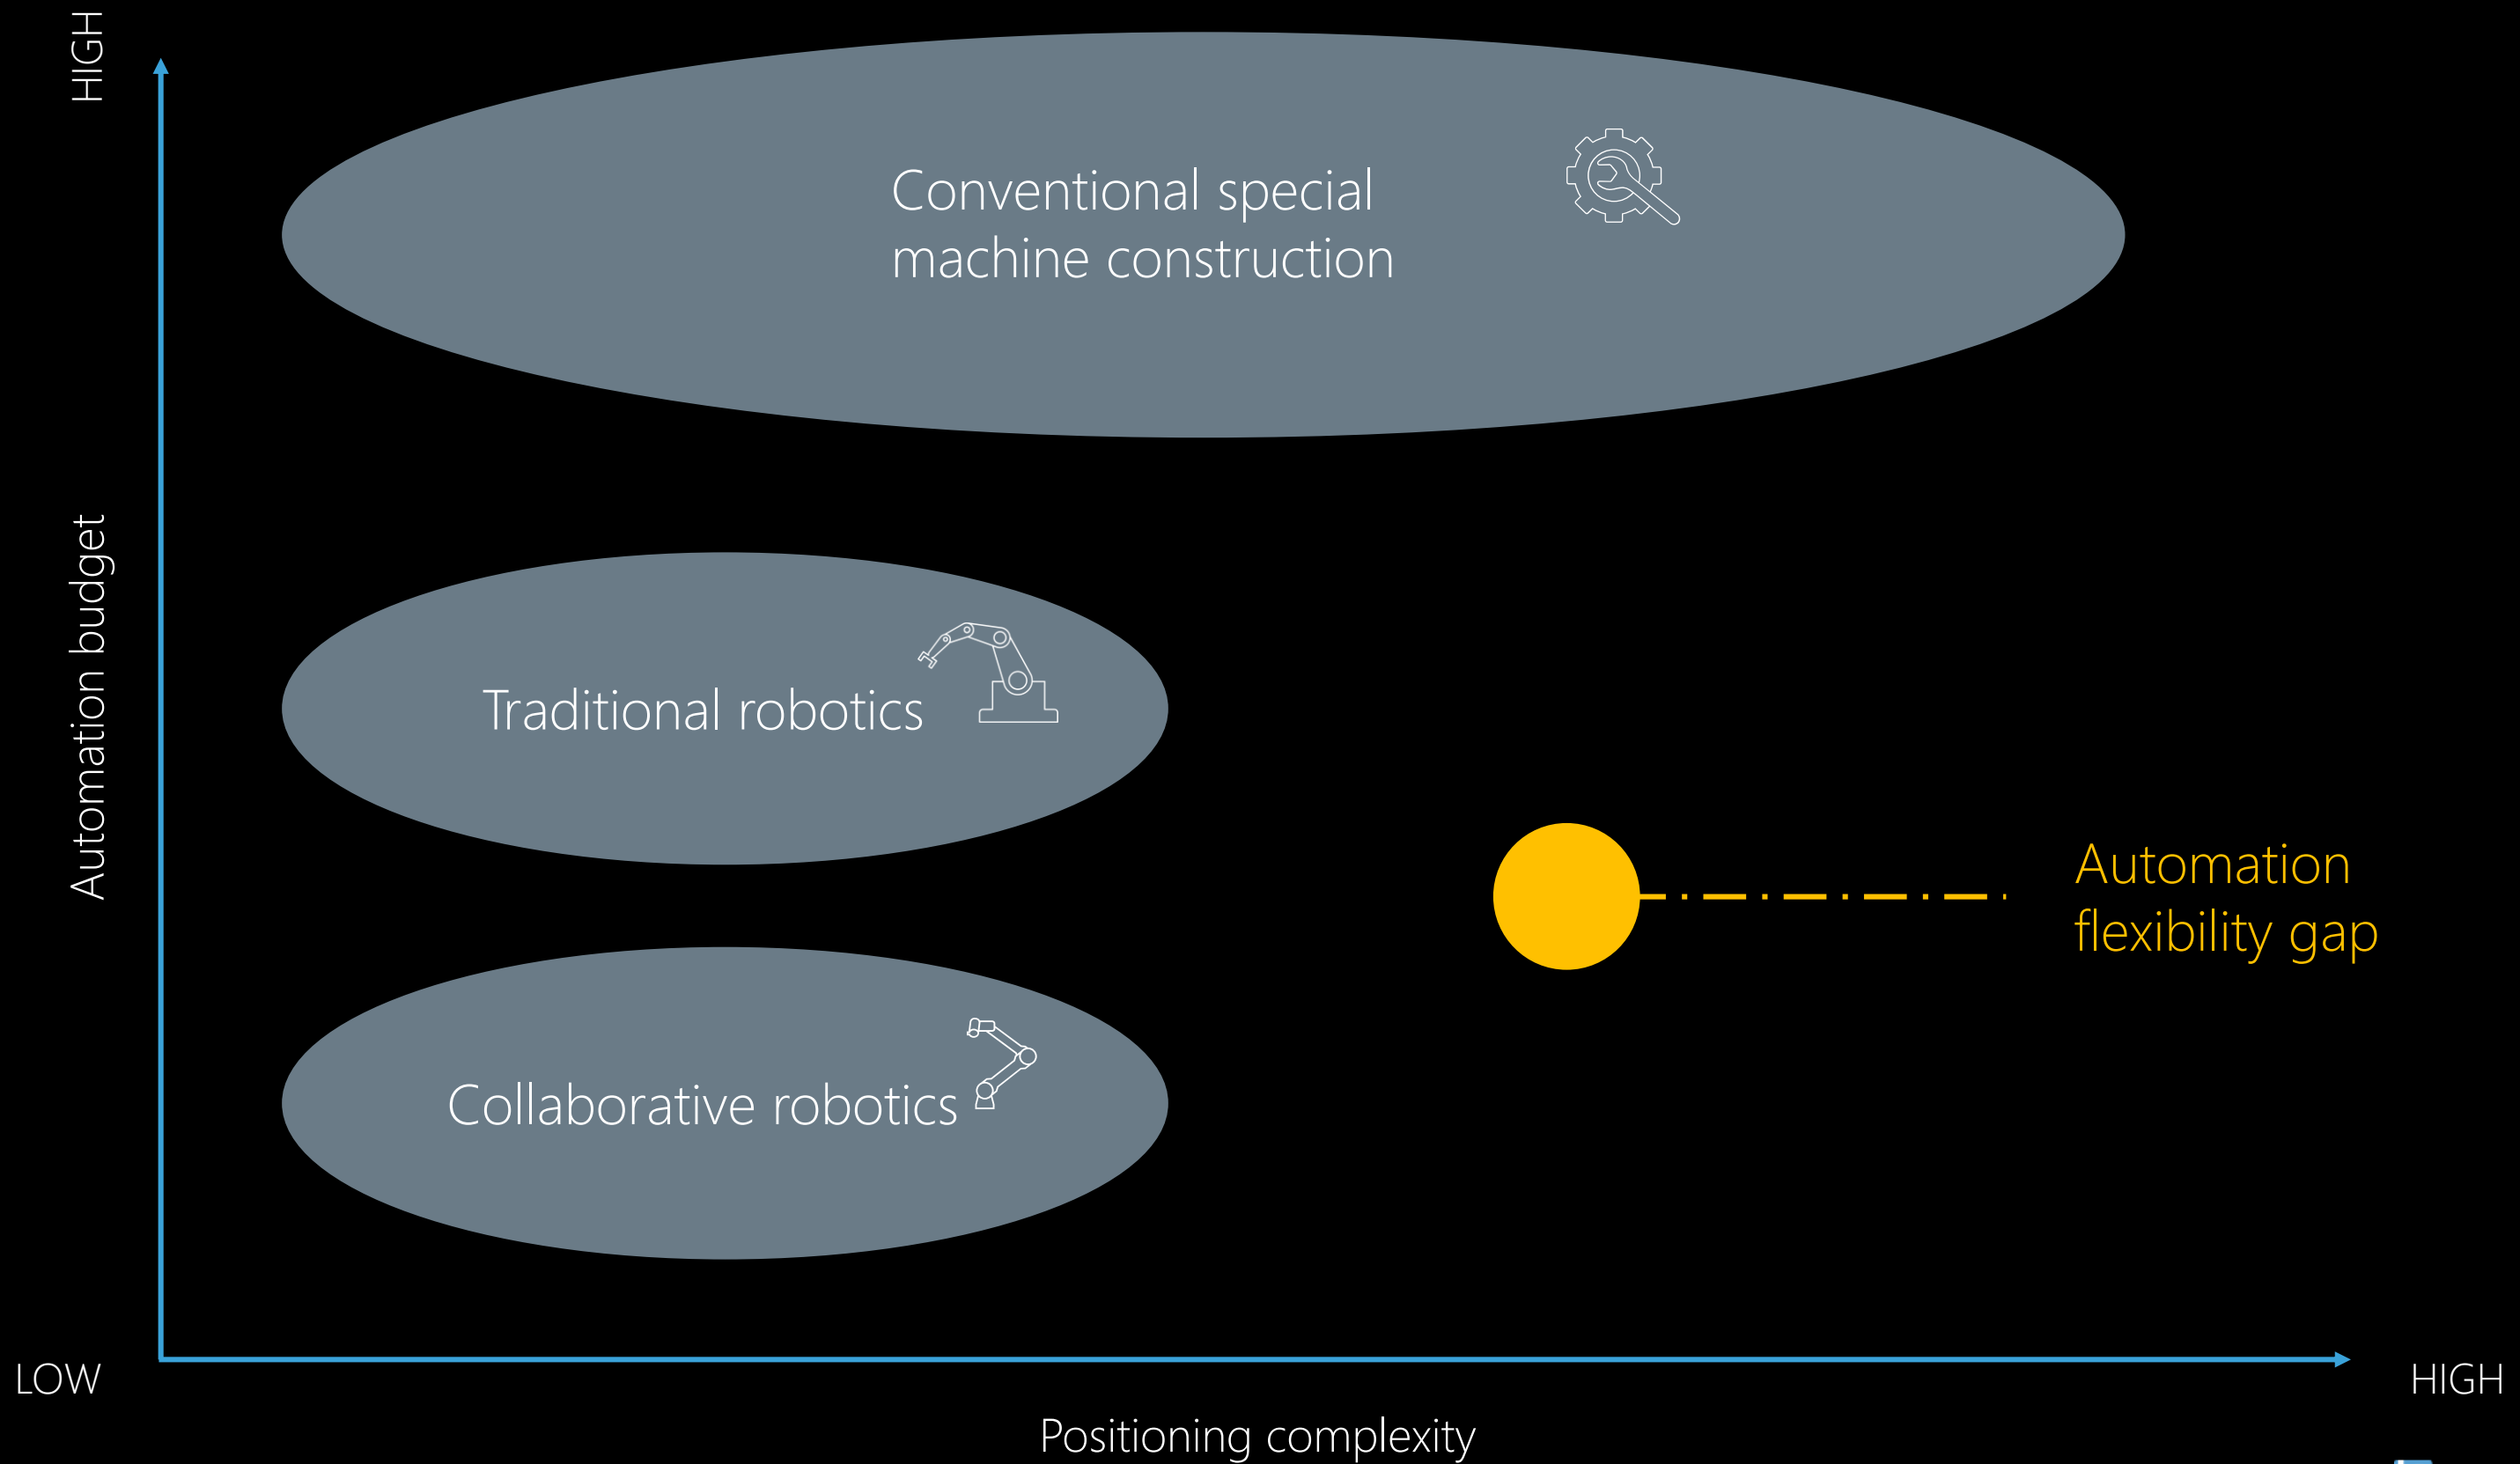 HIGH
Conventional special
machine construction
Automation budget
Traditional robotics
Automation
flexibility gap
Collaborative robotics
LOW
HIGH
Positioning complexity